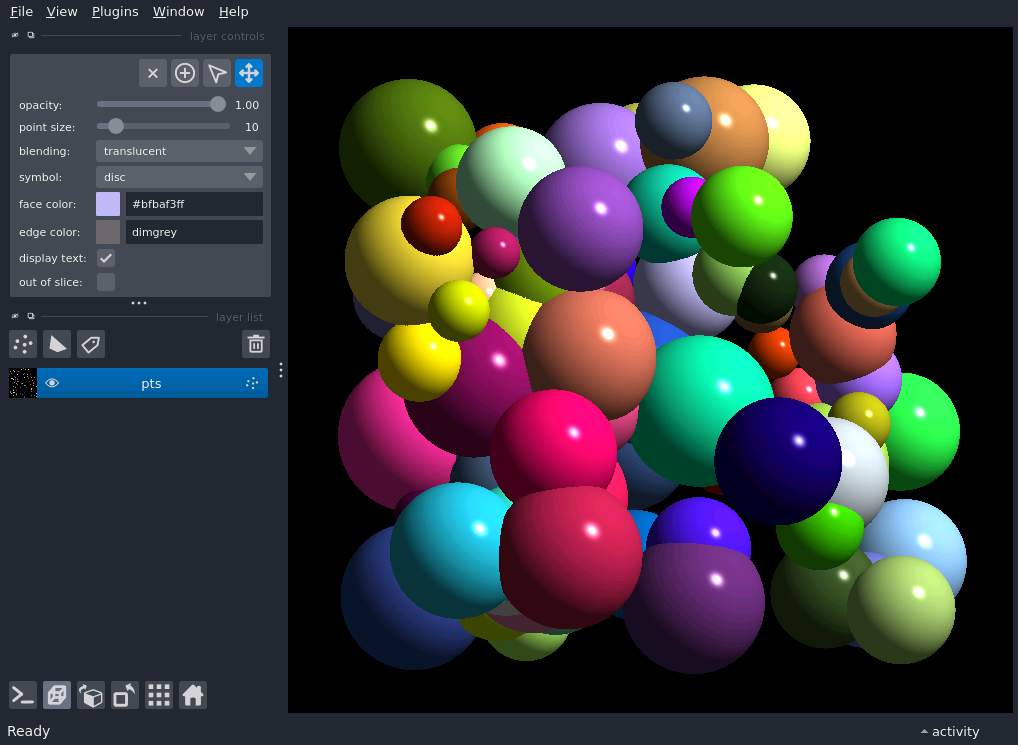 File View Plugins Window Help
layer controls
opacity: 1.00
point size: 10
blending: translucent
symbol: disc
face color: #bfbaf3ff
edge color: dimgrey
display text:
out of slice:
layer list
pts
Ready activity